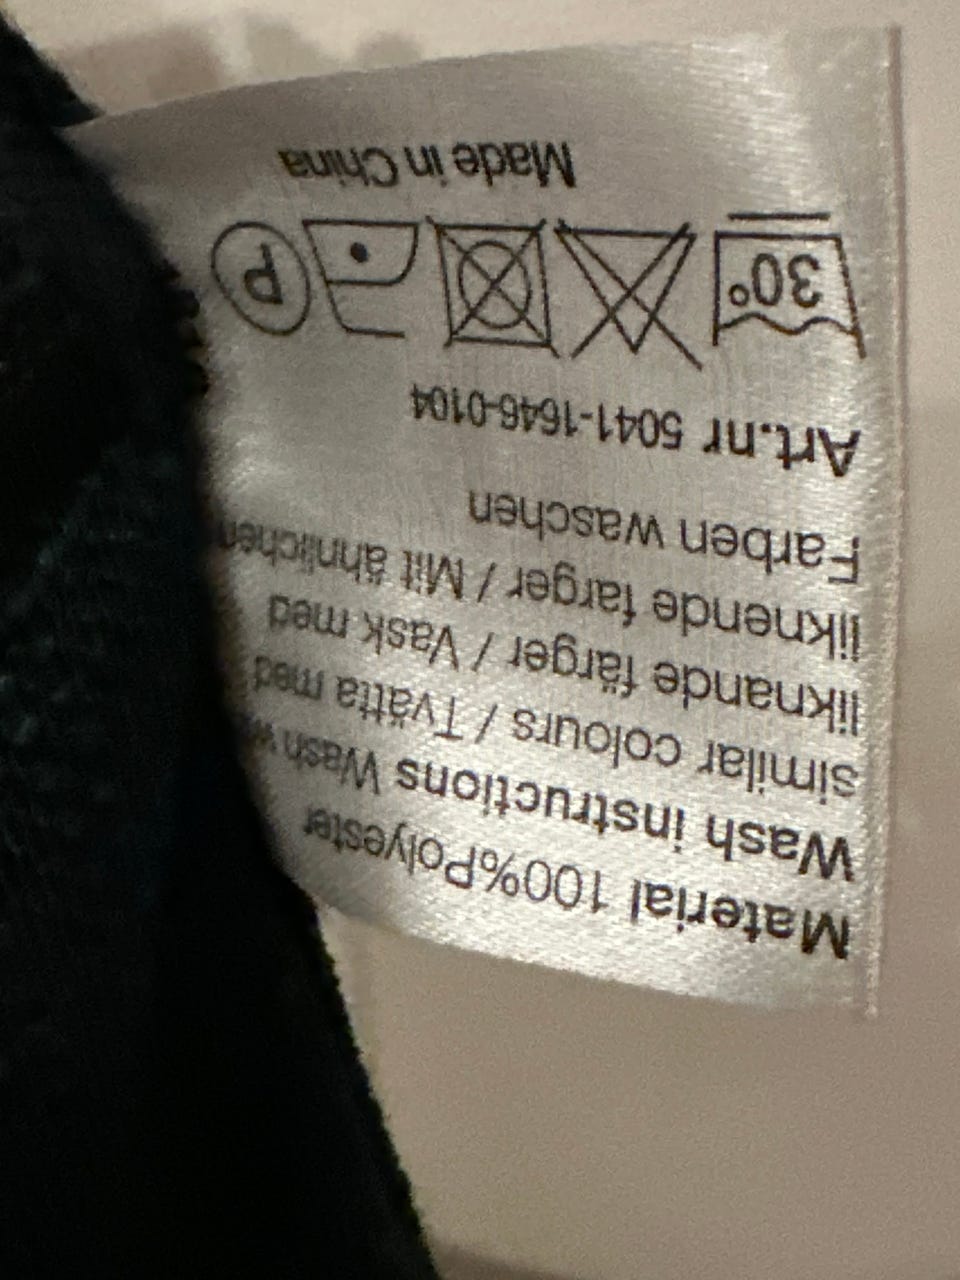 Material 100%Polyester
Wash instructions Wash
similar colours / Tvätta med
liknande färger / Vask med
liknende farger / Mit ähnlichen
Farben waschen
Art.nr 5041-1646-0104
30° P
Made in China